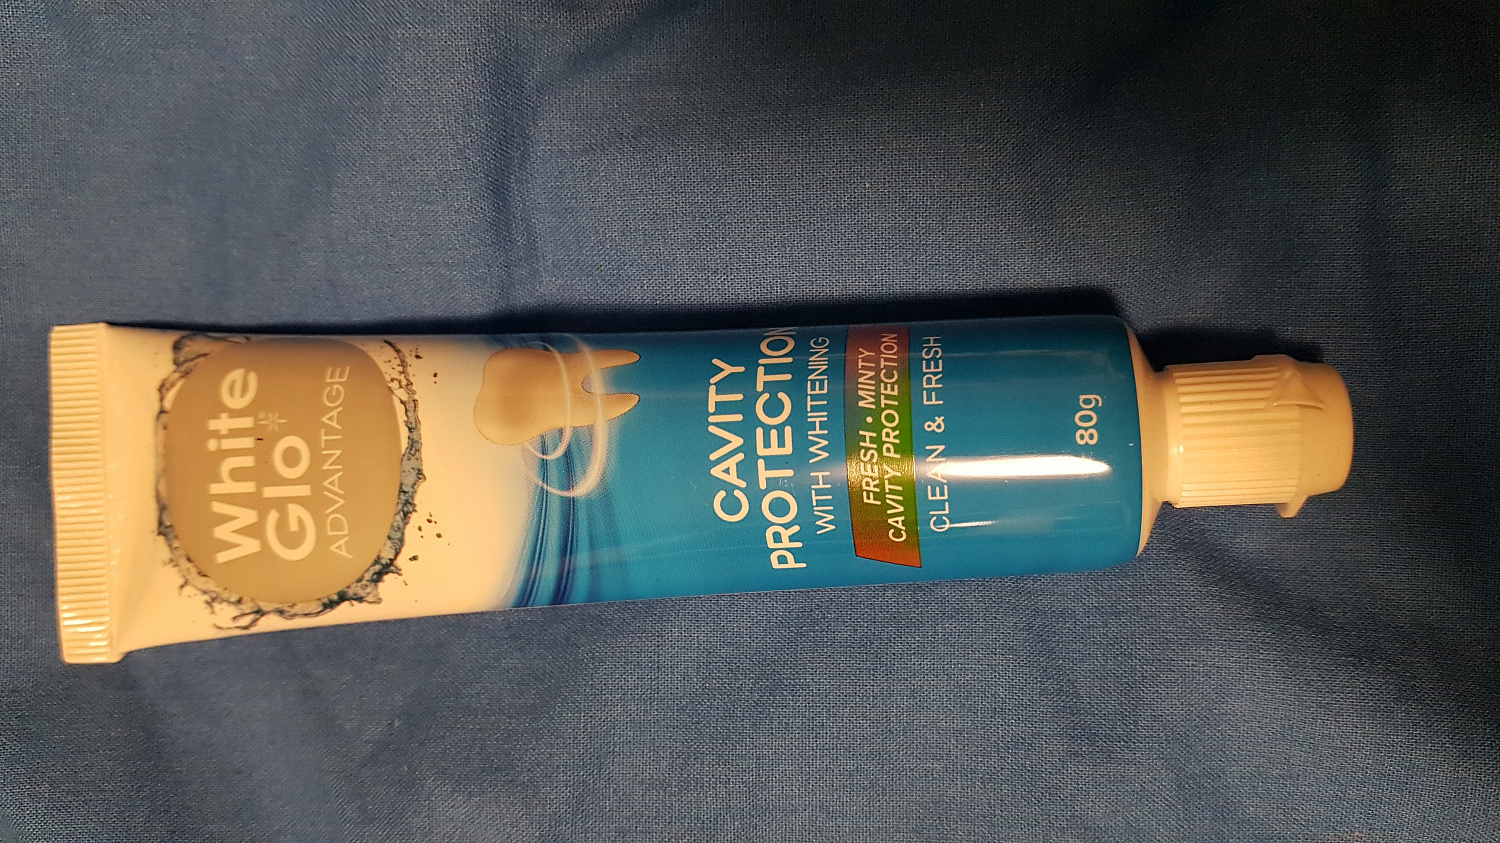 White
Glo
ADVANTAGE
CAVITY
PROTECTION
WITH WHITENING
FRESH • MINTY
CAVITY PROTECTION
CLEAN & FRESH
80g